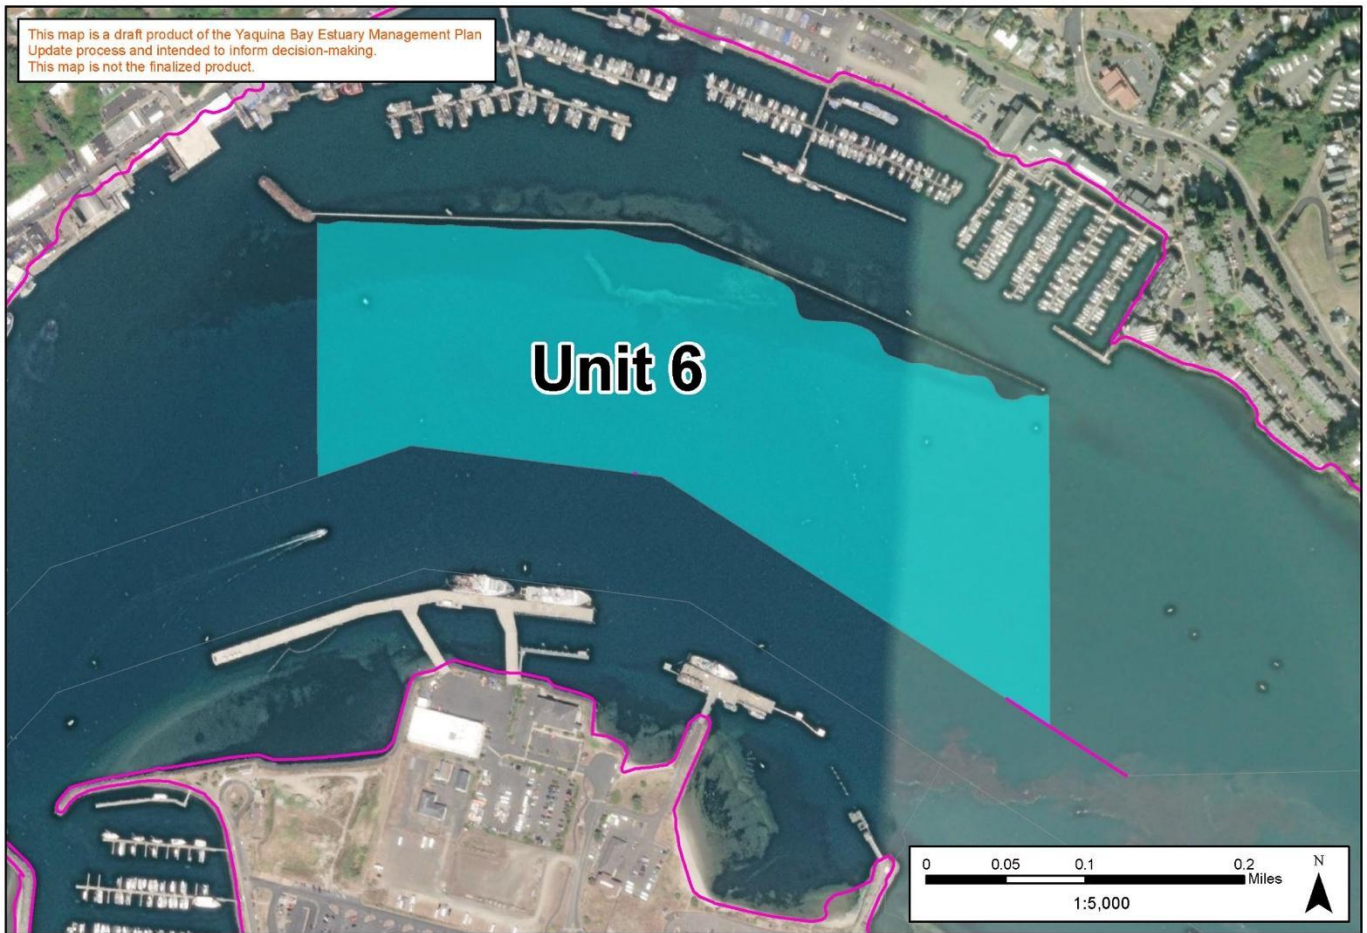 This map is a draft product of the Yaquina Bay Estuary Management Plan
Update process and intended to inform decision-making.
This map is not the finalized product.
Unit 6
0 0.05 0.1 0.2
Miles
1:5,000
N